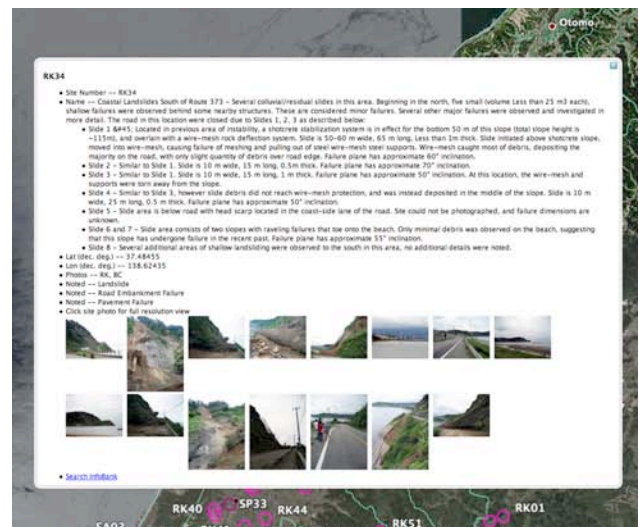 Otomo
RK34
• Site Number -- RK34
• Name -- Coastal Landslides South of Route 373 - Several colluvial/residual slides in this area. Beginning in the north, five small (volume Less than 25 m3 each),
shallow failures were observed behind some nearby structures. These are considered minor failures. Several other major failures were observed and investigated in
more detail. The road in this location were closed due to Slides 1, 2, 3 as described below:
• Slide 1 &#45; Located in previous area of instability, a shotcrete stabilization system is in effect for the bottom 50 m of this slope (total slope height is
~115m), and overlain with a wire-mesh rock deflection system. Slide is 50-60 m wide, 65 m long, Less than 1m thick. Slide initiated above shotcrete slope,
moved into wire-mesh, causing failure of meshing and pulling out of steel wire-mesh steel supports. Wire-mesh caught most of debris, depositing the
majority on the road, with only slight quantity of debris over road edge. Failure plane has approximate 60° inclination.
• Slide 2 - Similar to Slide 1. Slide is 10 m wide, 15 m long, 0.5m thick. Failure plane has approximate 70° inclination.
• Slide 3 - Similar to Slide 1. Slide is 10 m wide, 15 m long, 1 m thick. Failure plane has approximate 50° inclination. At this location, the wire-mesh and
supports were torn away from the slope.
• Slide 4 - Similar to Slide 3, however slide debris did not reach wire-mesh protection, and was instead deposited in the middle of the slope. Slide is 10 m
wide, 25 m long, 0.5 m thick. Failure plane has approximate 50° inclination.
• Slide 5 - Slide area is below road with head scarp located in the coast-side lane of the road. Site could not be photographed, and failure dimensions are
unknown.
• Slide 6 and 7 - Slide area consists of two slopes with raveling failures that toe onto the beach. Only minimal debris was observed on the beach, suggesting
that this slope has undergone failure in the recent past. Failure plane has approximate 55° inclination.
• Slide 8 - Several additional areas of shallow landsliding were observed to the south in this area, no additional details were noted.
• Lat (dec. deg.) -- 37.48455
• Lon (dec. deg.) -- 138.62435
• Photos -- RK, BC
• Noted -- Landslide
• Noted -- Road Embankment Failure
• Noted -- Pavement Failure
• Click site photo for full resolution view
• Search InfoBank
RK40
SP33
RK44
RK51
RK01